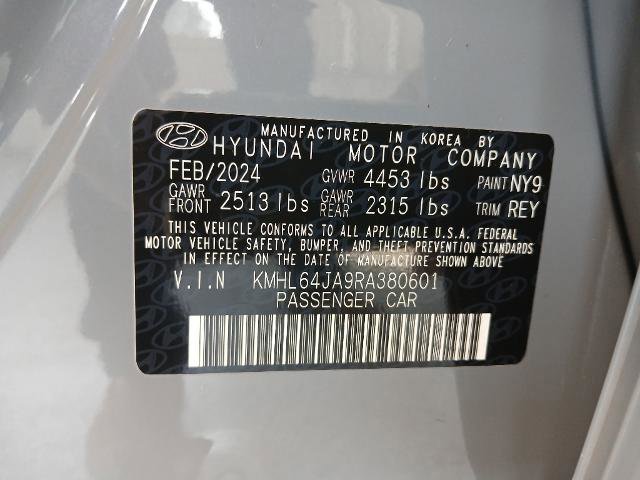 MANUFACTURED IN KOREA BY
HYUNDAI MOTOR COMPANY
FEB/2024 GVWR 4453 lbs PAINT NY9
GAWR FRONT 2513 lbs GAWR REAR 2315 lbs TRIM REY
THIS VEHICLE CONFORMS TO ALL APPLICABLE U.S.A. FEDERAL
MOTOR VEHICLE SAFETY, BUMPER, AND THEFT PREVENTION STANDARDS
IN EFFECT ON THE DATE OF MANUFACTURE SHOWN ABOVE.
V.I.N KMHL64JA9RA380601
PASSENGER CAR